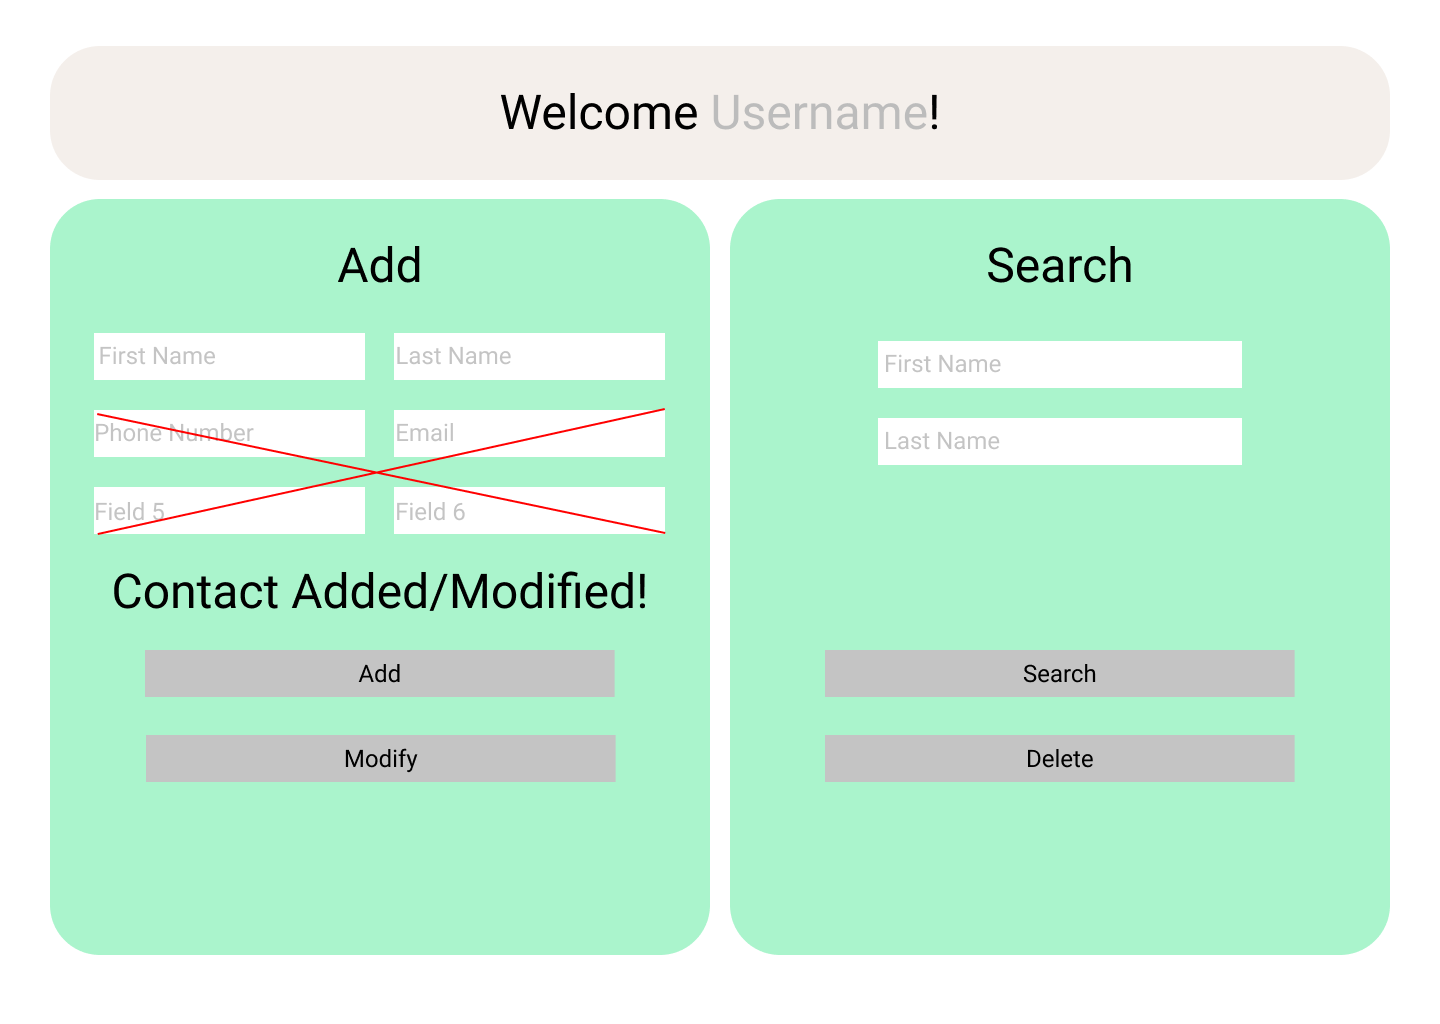 Welcome Username!
Add
First Name
Last Name
Phone Number
Email
Field 5
Field 6
Contact Added/Modified!
Add
Modify
Search
First Name
Last Name
Search
Delete